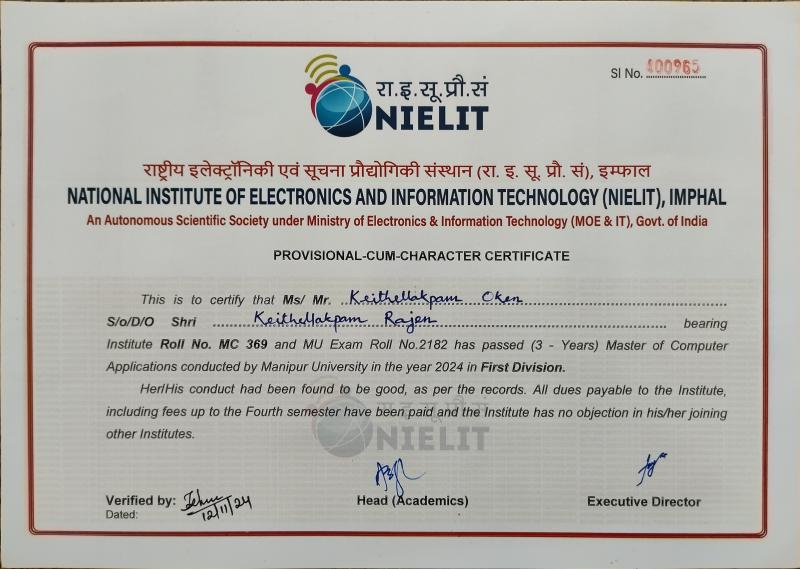 रा.इ.सू.प्रौ.सं
NIELIT
Sl No. 400965
राष्ट्रीय इलेक्ट्रॉनिकी एवं सूचना प्रौद्योगिकी संस्थान (रा. इ. सू. प्रौ. सं), इम्फाल
NATIONAL INSTITUTE OF ELECTRONICS AND INFORMATION TECHNOLOGY (NIELIT), IMPHAL
An Autonomous Scientific Society under Ministry of Electronics & Information Technology (MOE & IT), Govt. of India
PROVISIONAL-CUM-CHARACTER CERTIFICATE
This is to certify that Ms/ Mr. Keithellakpam Oken
S/o/D/O Shri Keithellakpam Rajen bearing
Institute Roll No. MC 369 and MU Exam Roll No.2182 has passed (3 - Years) Master of Computer
Applications conducted by Manipur University in the year 2024 in First Division.
Her/His conduct had been found to be good, as per the records. All dues payable to the Institute,
including fees up to the Fourth semester have been paid and the Institute has no objection in his/her joining
other Institutes.
रा.इ.सू.प्रौ.सं
NIELIT
Verified by:
Dated: 12/11/24
Head (Academics)
Executive Director